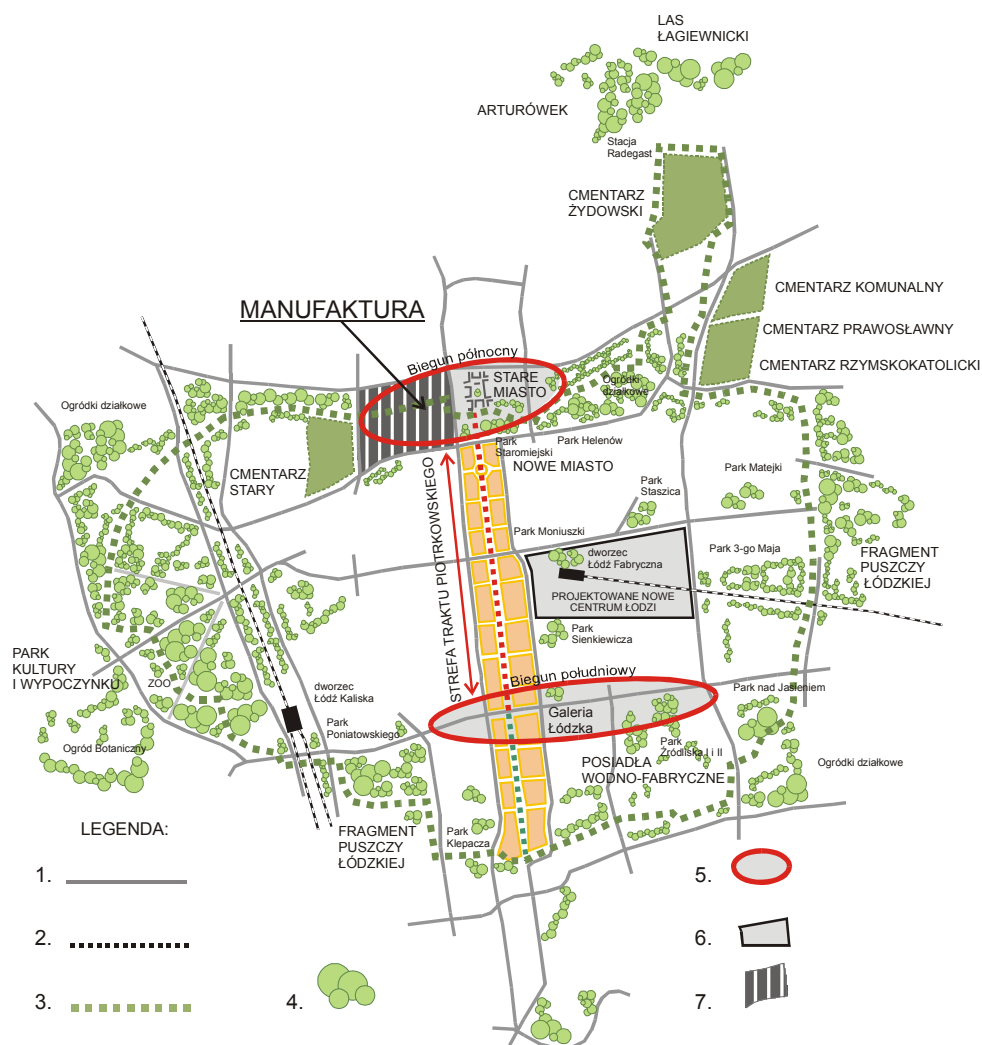 LAS
ŁAGIEWNICKI
ARTURÓWEK
Stacja
Radegast
CMENTARZ
ŻYDOWSKI
CMENTARZ KOMUNALNY
MANUFAKTURA
CMENTARZ PRAWOSŁAWNY
Biegun północny
CMENTARZ RZYMSKOKATOLICKI
STARE
MIASTO
Ogródki
działkowe
Ogródki działkowe
Park
Staromiejski
Park Helenów
NOWE MIASTO
CMENTARZ
STARY
Park Matejki
Park
Staszica
STREFA TRAKTU PIOTRKOWSKIEGO
Park Moniuszki
dworzec
Łódź Fabryczna
Park 3-go Maja
FRAGMENT
PUSZCZY
ŁÓDZKIEJ
PROJEKTOWANE NOWE
CENTRUM ŁODZI
Park
Sienkiewicza
PARK
KULTURY
I WYPOCZYNKU
ZOO
Biegun południowy
dworzec
Łódź Kaliska
Park nad Jasieniem
Galeria
Łódzka
Park
Poniatowskiego
Ogród Botaniczny
Park
Źródliska I i II
POSIADŁA
WODNO-FABRYCZNE
Ogródki działkowe
LEGENDA:
FRAGMENT
PUSZCZY
ŁÓDZKIEJ
Park
Klepacza
1.
2.
3.
4.
5.
6.
7.